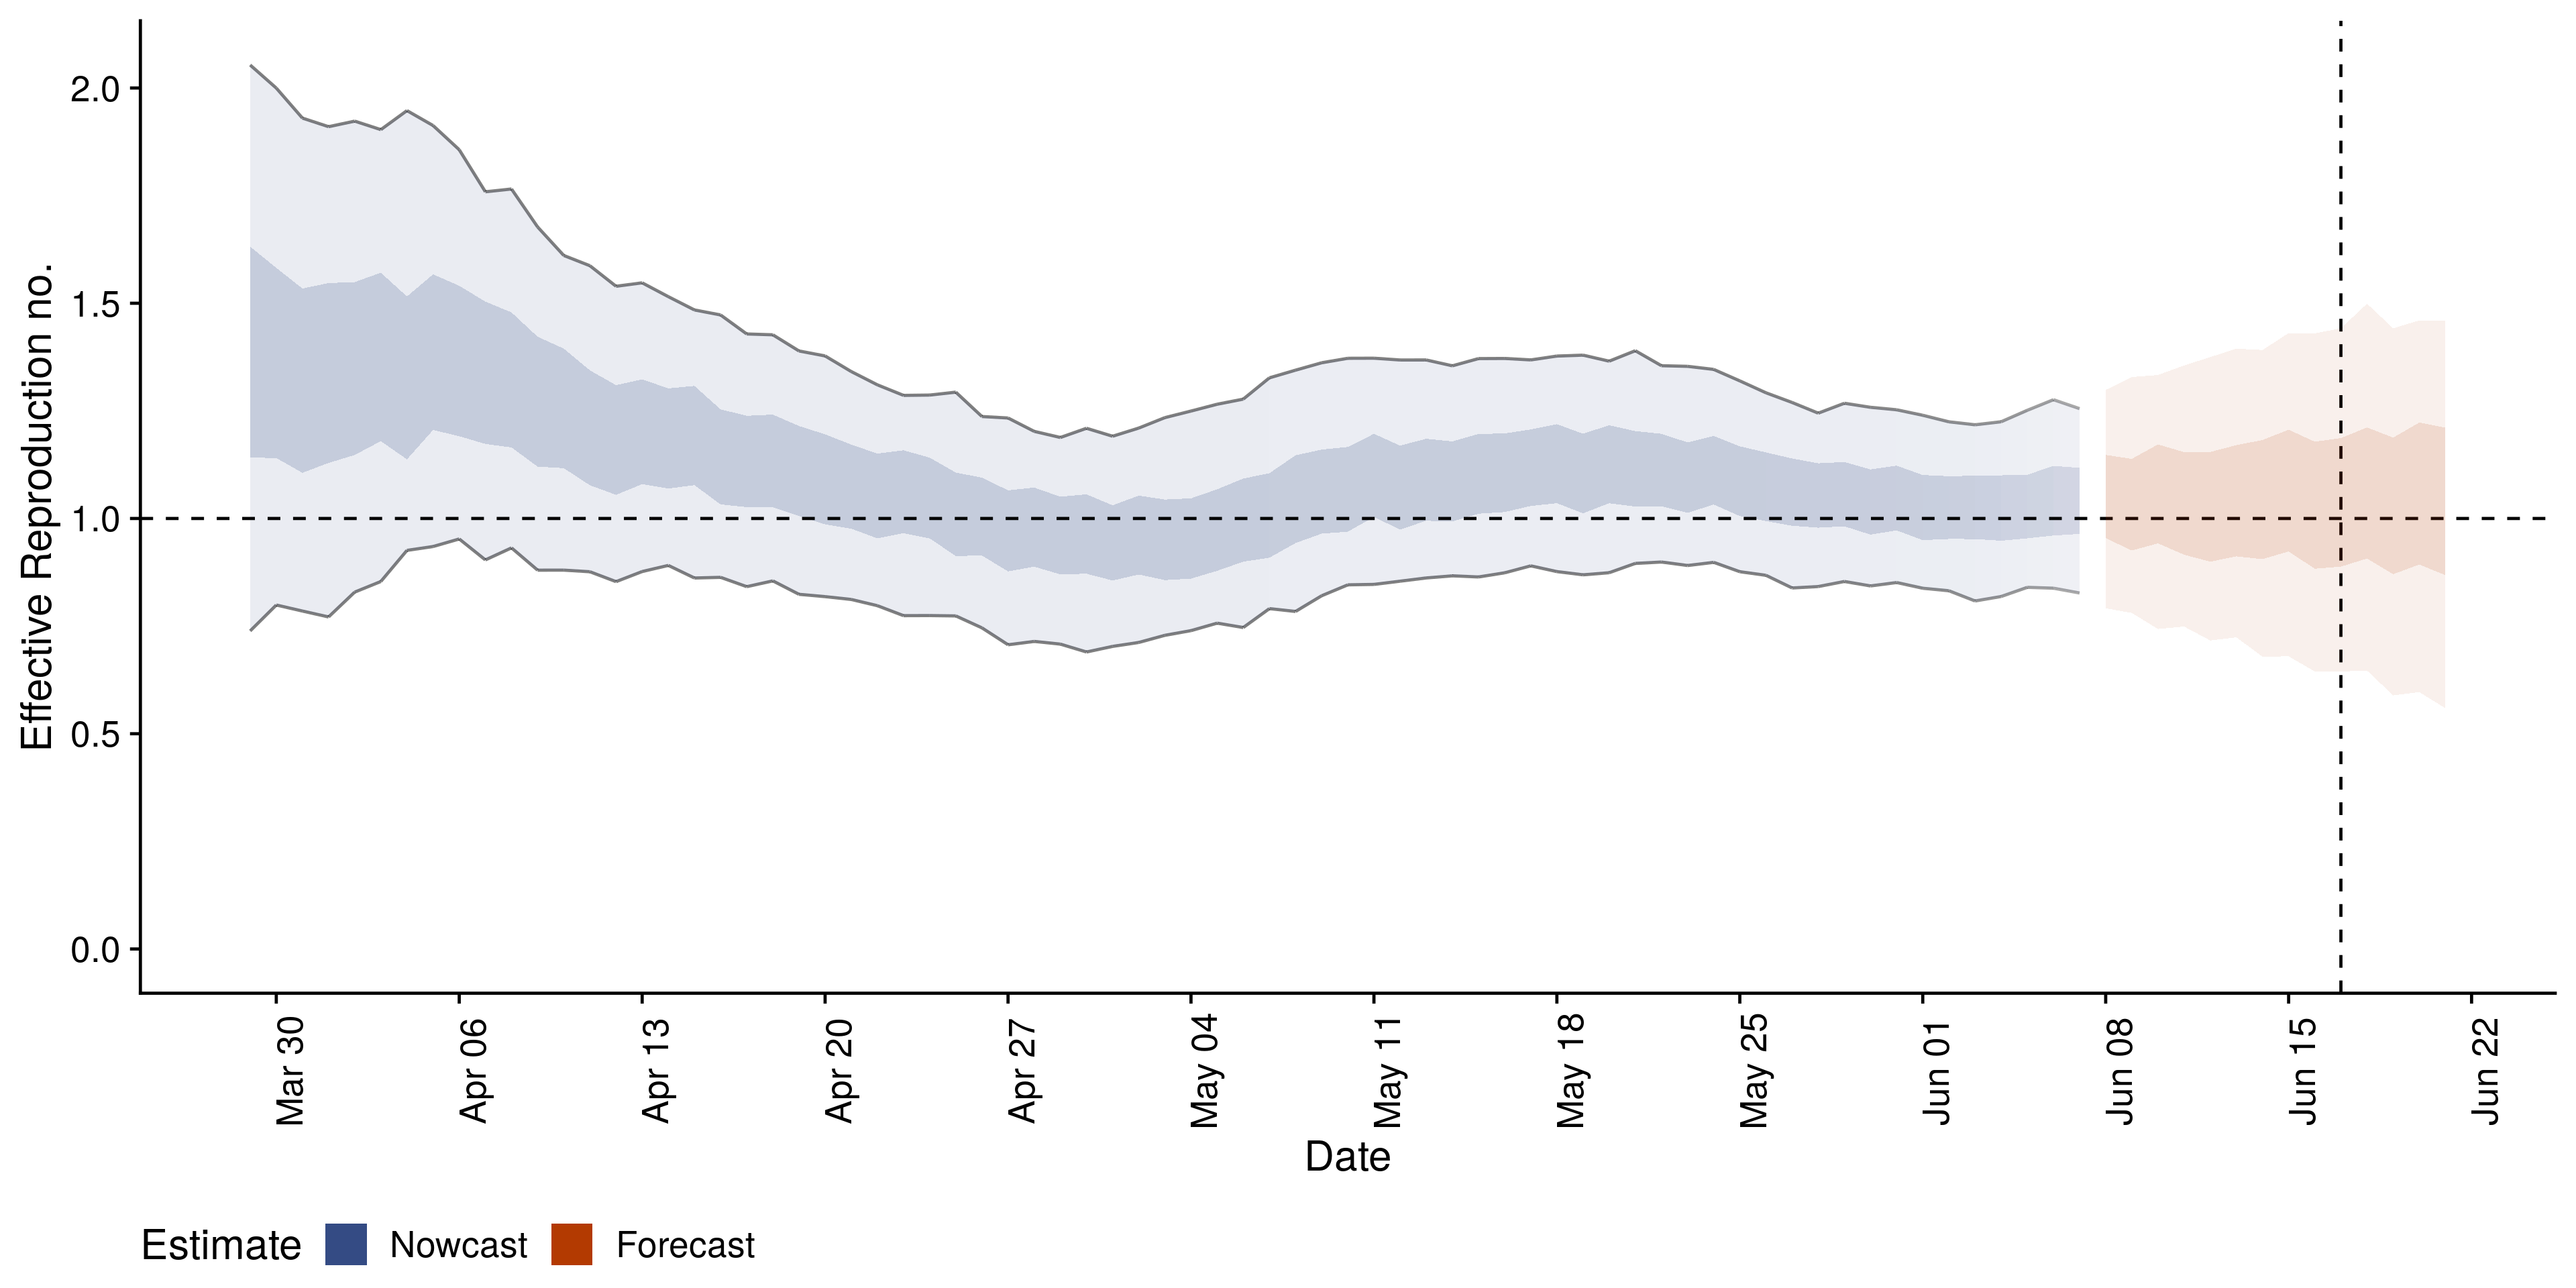 Effective Reproduction no.
2.0
1.5
1.0
0.5
0.0
Mar 30
Apr 06
Apr 13
Apr 20
Apr 27
May 04
May 11
May 18
May 25
Jun 01
Jun 08
Jun 15
Jun 22
Date
Estimate Nowcast Forecast